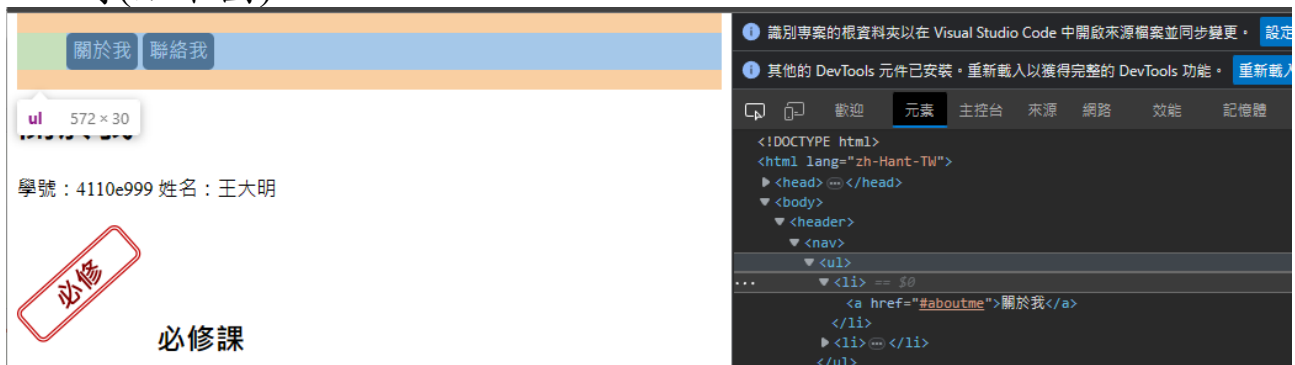 關於我 聯絡我
ul 572 × 30
學號：4110e999 姓名：王大明
必修
必修課
識別專案的根資料夾以在 Visual Studio Code 中開啟來源檔案並同步變更。 設定
其他的 DevTools 元件已安裝。重新載入以獲得完整的 DevTools 功能。 重新載入
歡迎 元素 主控台 來源 網路 效能 記憶體
<!DOCTYPE html>
<html lang="zh-Hant-TW">
▶<head>…</head>
▼<body>
▼<header>
▼<nav>
▼<ul>
… ▼<li> == $0
<a href="#aboutme">關於我</a>
</li>
▶<li>…</li>
</ul>